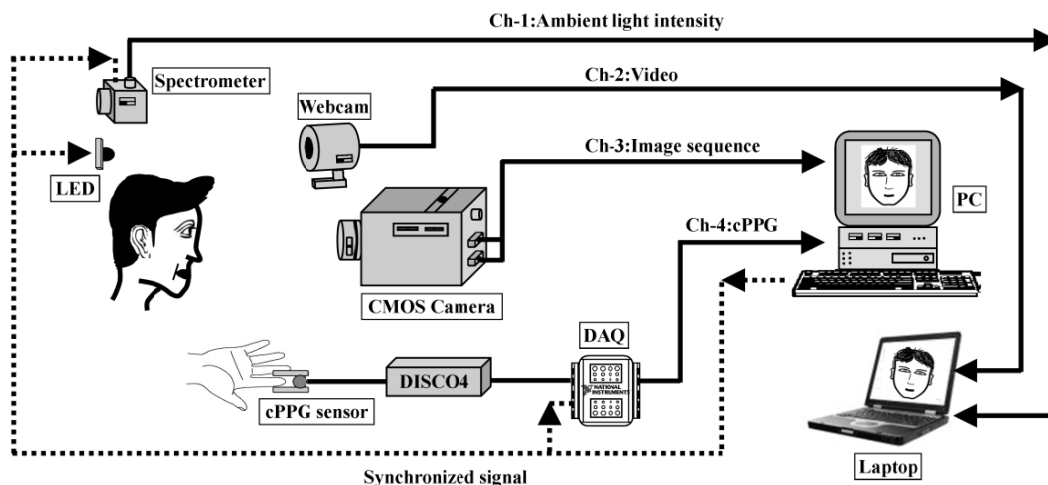 Ch-1:Ambient light intensity
Spectrometer
Ch-2:Video
Webcam
Ch-3:Image sequence
LED
PC
Ch-4:cPPG
CMOS Camera
DAQ
DISCO4
NATIONAL
INSTRUMENTS
cPPG sensor
Laptop
Synchronized signal